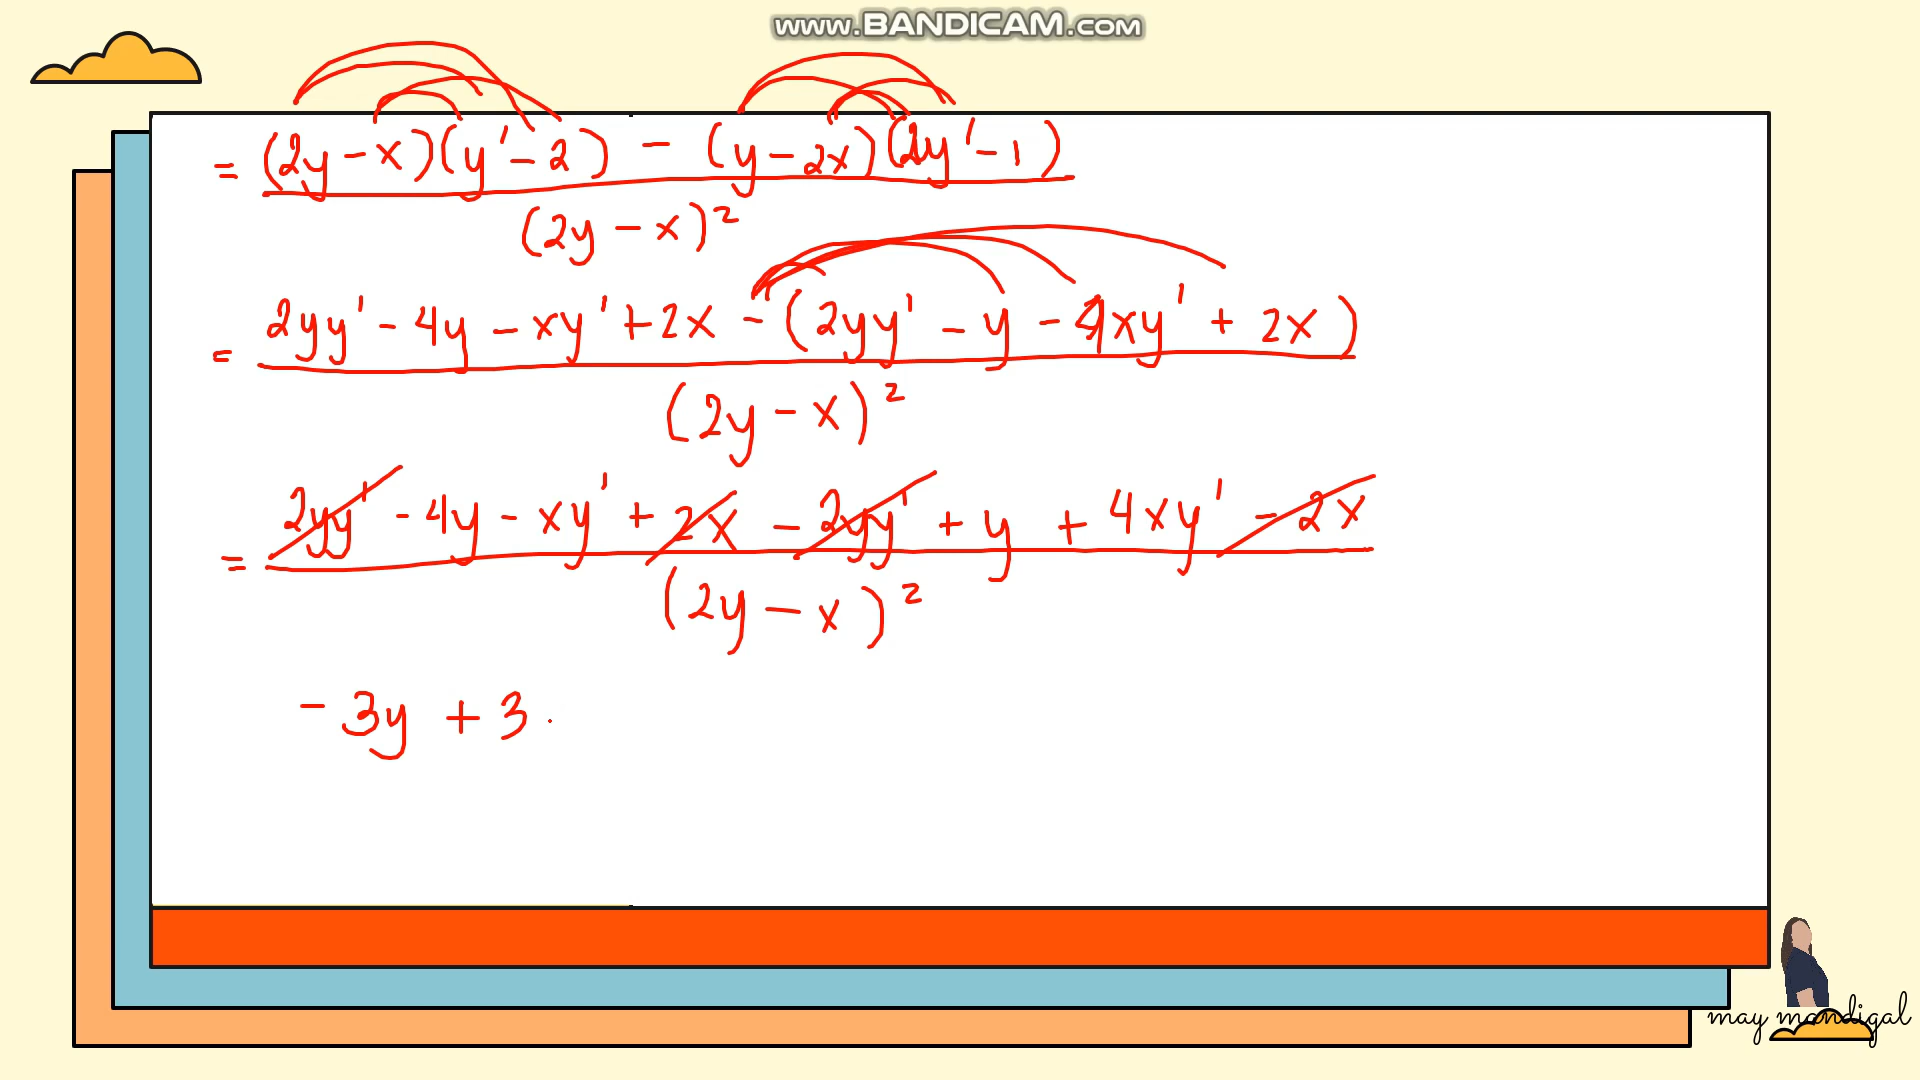 www.BANDICAM.com
= (2y - x)(y' - 2) - (y - 2x)(2y' - 1)
(2y - x)²
= 2yy' - 4y - xy' + 2x - (2yy' - y - 4xy' + 2x)
(2y - x)²
= 2yy' - 4y - xy' + 2x - 2yy' + y + 4xy' - 2x
(2y - x)²
- 3y + 3
may mandigal